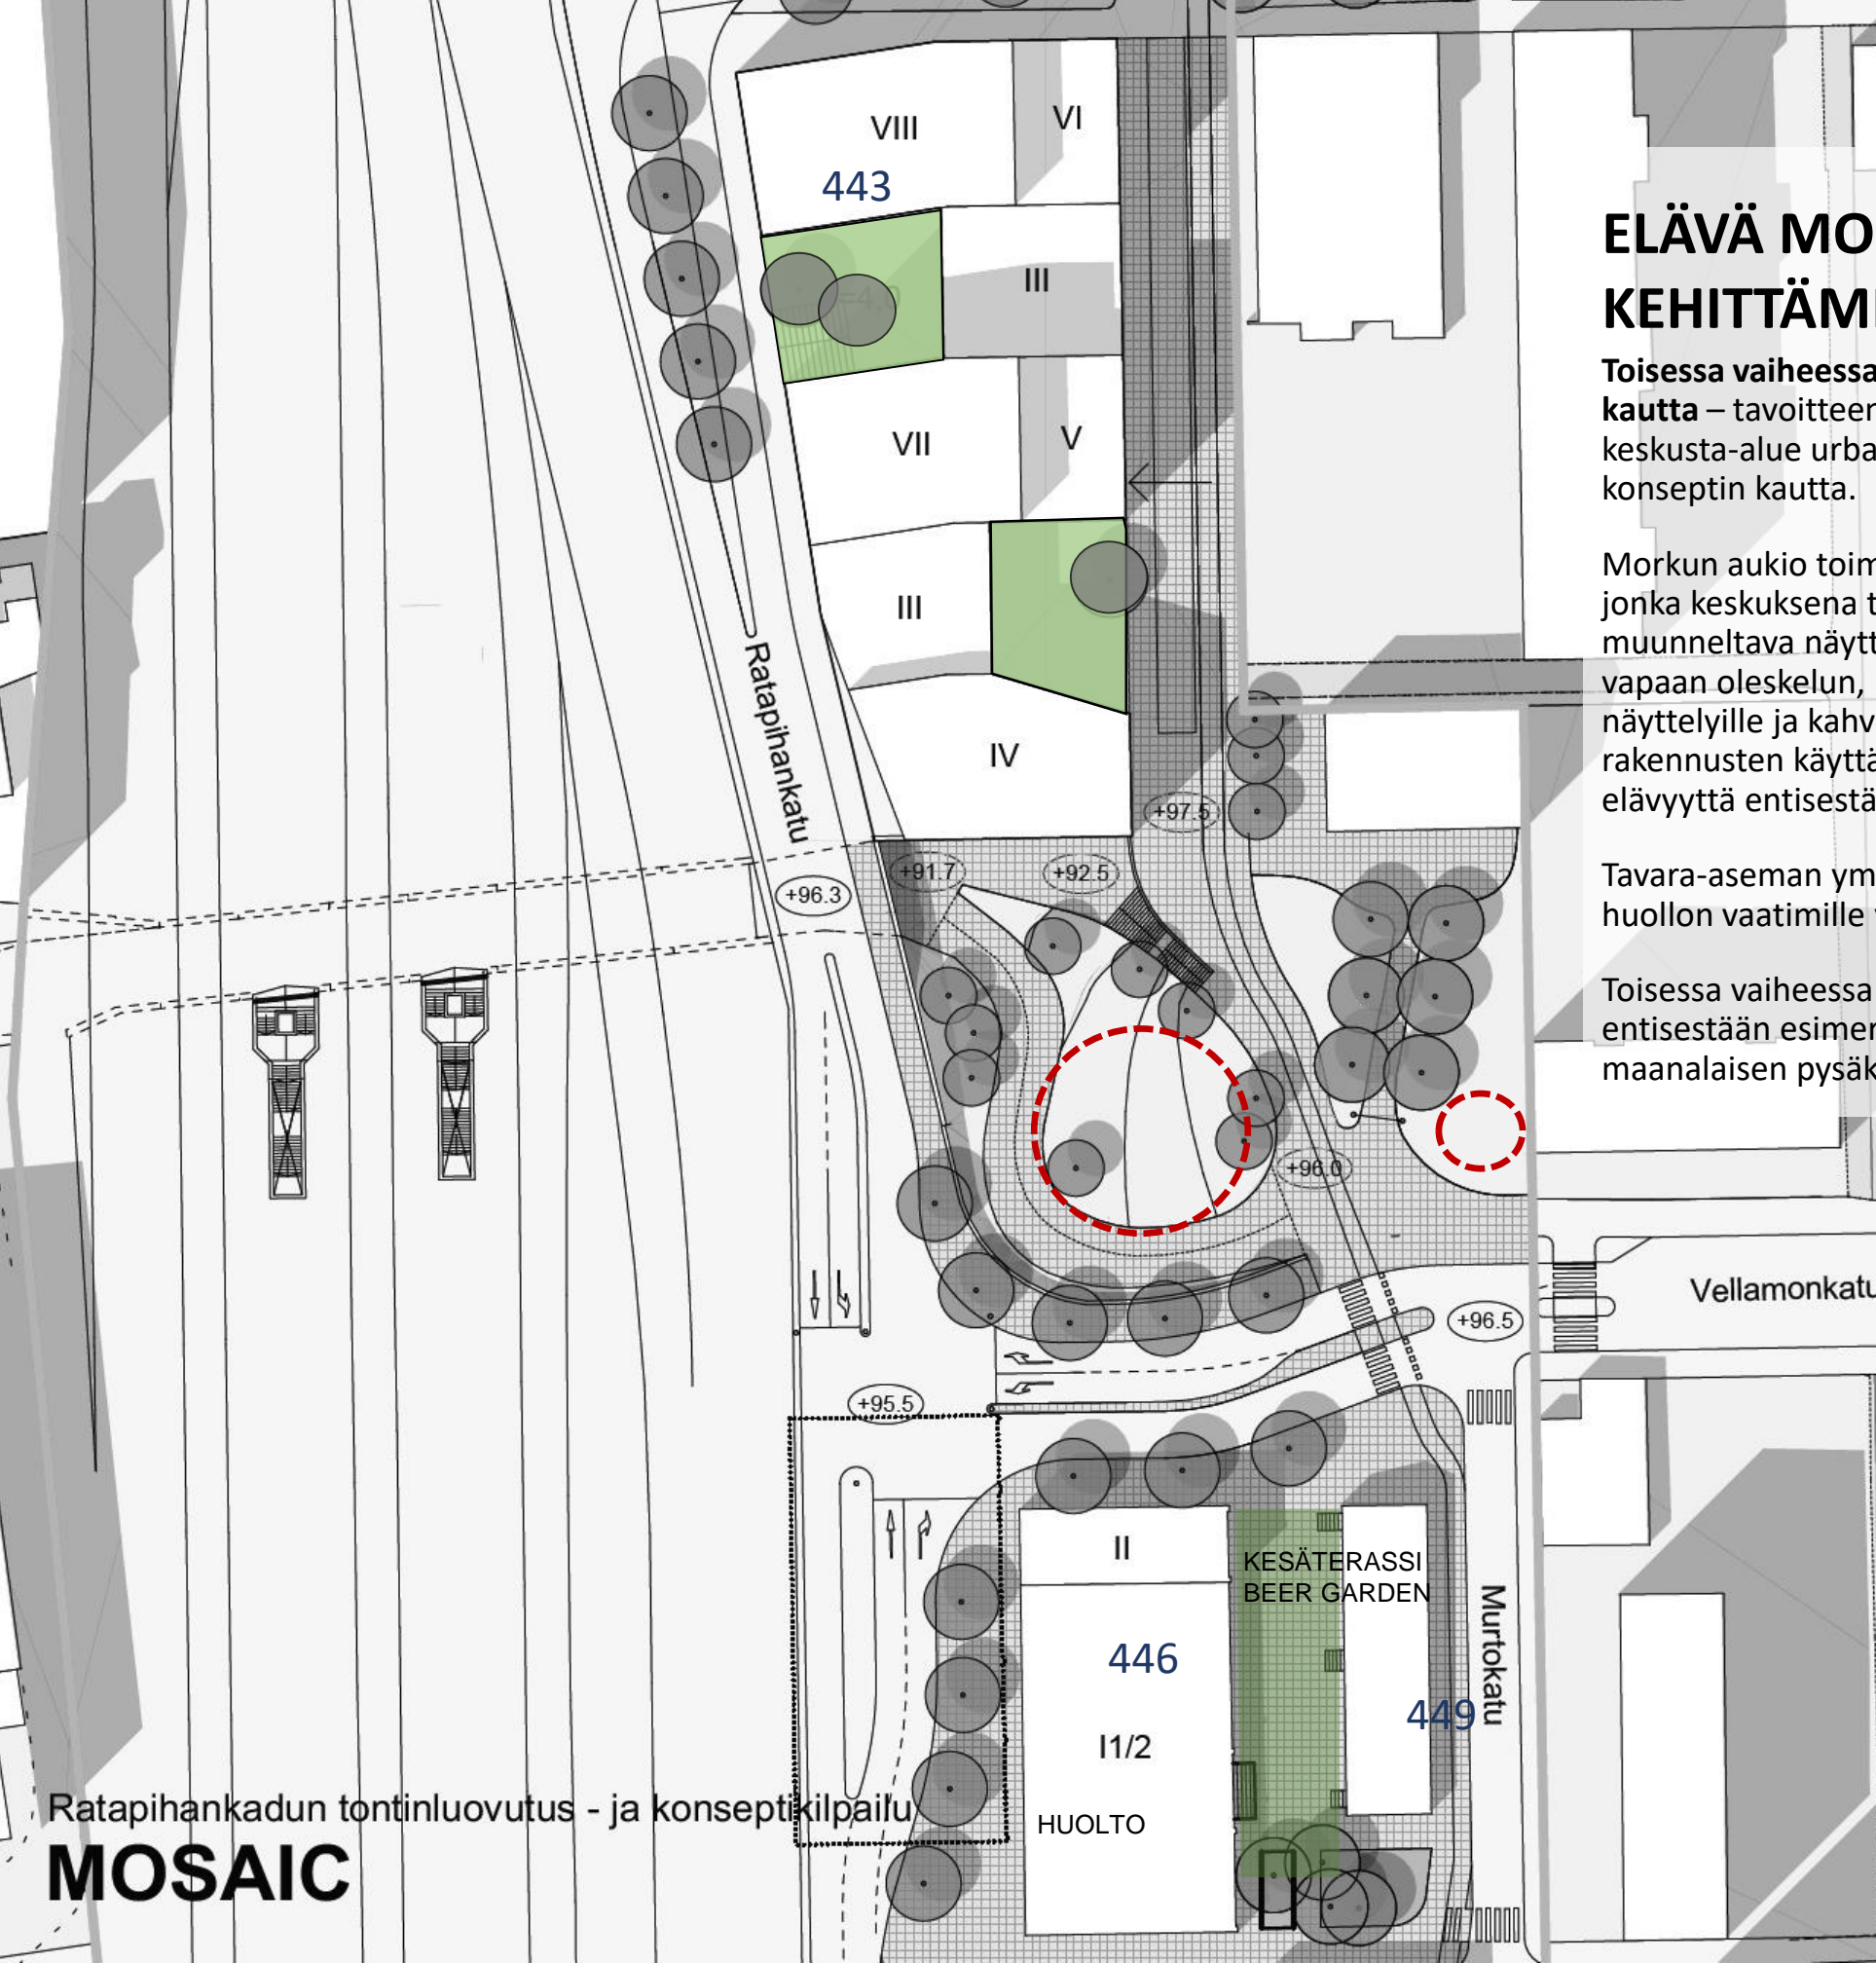 VIII
VI
443
III
VII
V
III
IV
Ratapihankatu
+97.5
+91.7
+92.5
+96.3
+96.0
+96.5
+95.5
Vellamonkatu
II
KESÄTERASSI
BEER GARDEN
446
449
Murtokatu
I1/2
HUOLTO
Ratapihankadun tontinluovutus - ja konseptikilpailu
MOSAIC
ELÄVÄ MO
KEHITTÄM
Toisessa vaiheessa
kautta – tavoitteen
keskusta-alue urba
konseptin kautta.
Morkun aukio toim
jonka keskuksena t
muunneltava näytt
vapaan oleskelun,
näyttelyille ja kahv
rakennusten käyttä
elävyyttä entisestä
Tavara-aseman ym
huollon vaatimille
Toisessa vaiheessa
entisestään esimer
maanalaisen pysäk